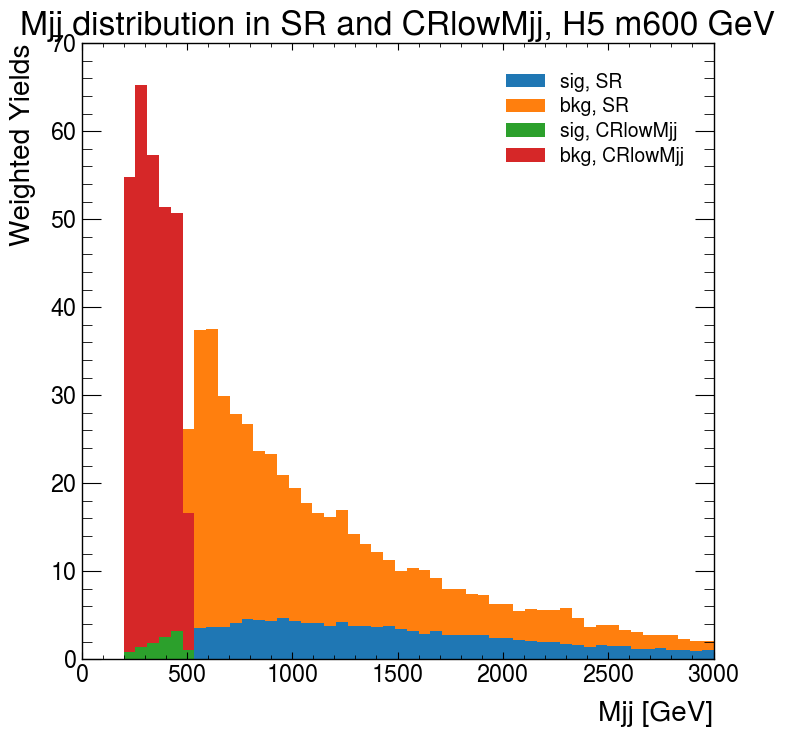 Mjj distribution in SR and CRlowMjj, H5 m600 GeV
Weighted Yields
70
60
50
40
30
20
10
0
sig, SR
bkg, SR
sig, CRlowMjj
bkg, CRlowMjj
0 500 1000 1500 2000 2500 3000
Mjj [GeV]